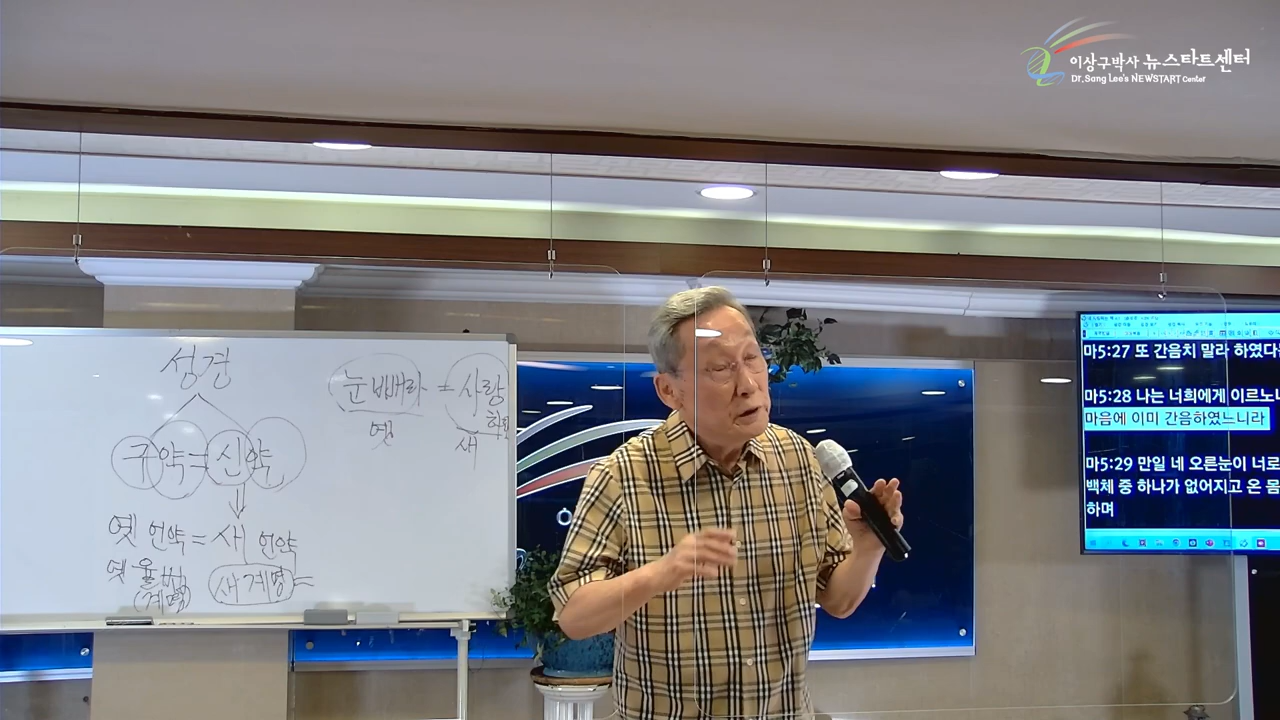 이상구박사 뉴스타트센터
Dr. Sang Lee's NEWSTART Center
성경
구약=신약
옛 언약=새 언약
옛 율법 새계명=
(계명)
눈빼라=사랑
옛 새
마5:27 또 간음치 말라 하였다
마5:28 나는 너희에게 이르노니
마음에 이미 간음하였느니라
마5:29 만일 네 오른눈이 너로
백체 중 하나가 없어지고 온 몸
하며